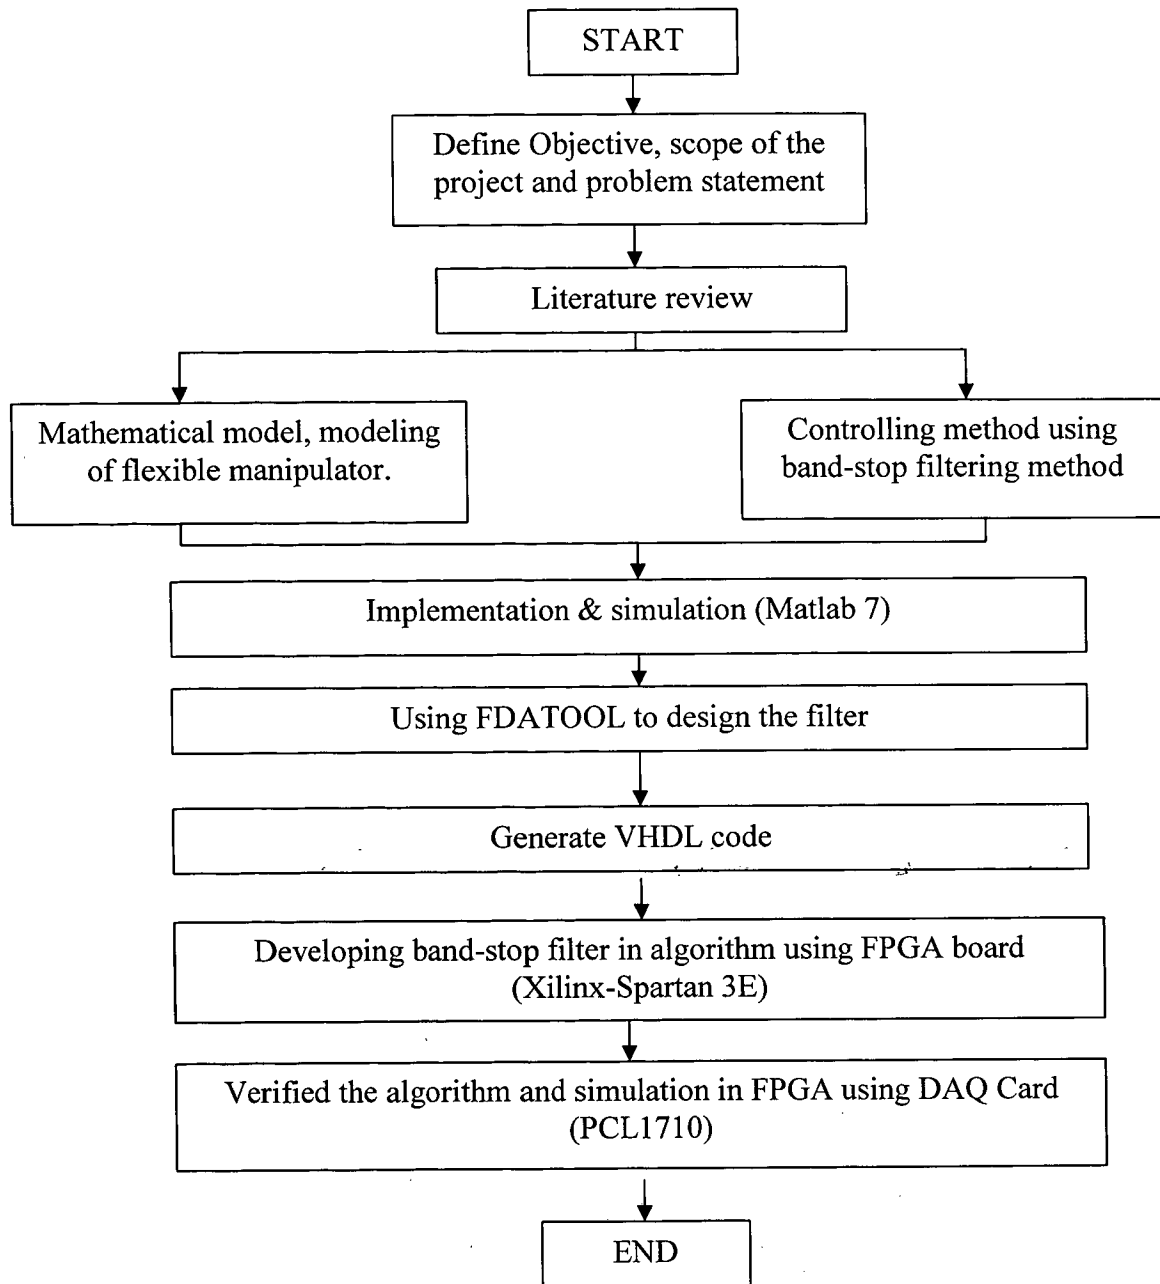 START
Define Objective, scope of the
project and problem statement
Literature review
Mathematical model, modeling
of flexible manipulator.
Controlling method using
band-stop filtering method
Implementation & simulation (Matlab 7)
Using FDATOOL to design the filter
Generate VHDL code
Developing band-stop filter in algorithm using FPGA board
(Xilinx-Spartan 3E)
Verified the algorithm and simulation in FPGA using DAQ Card
(PCL1710)
END